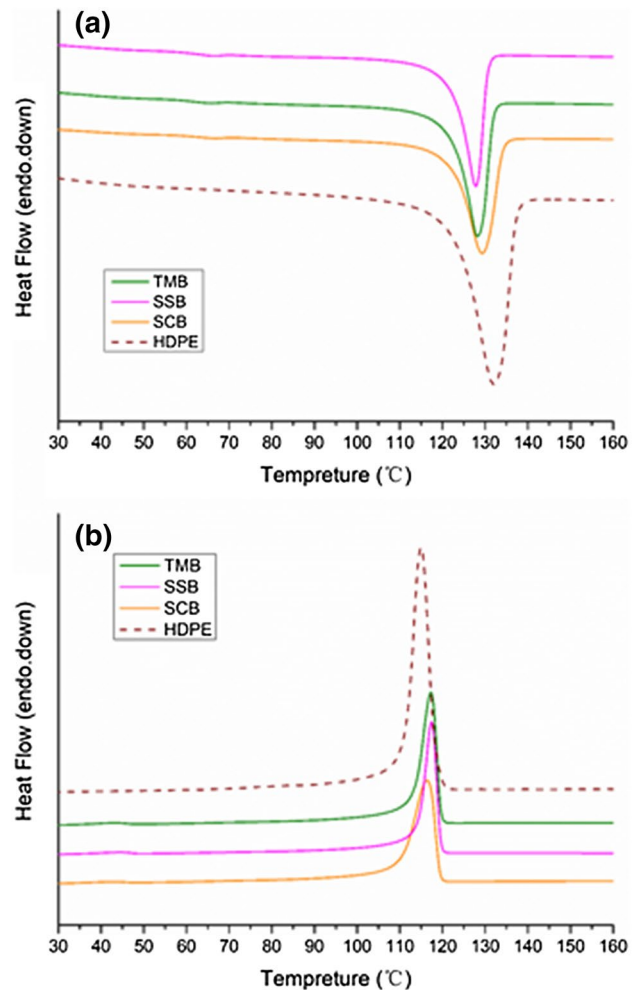 (a)
Heat Flow (endo.down)
TMB
SSB
SCB
HDPE
30 40 50 60 70 80 90 100 110 120 130 140 150 160
Tempreture (℃)
(b)
Heat Flow (endo.down)
TMB
SSB
SCB
HDPE
30 40 50 60 70 80 90 100 110 120 130 140 150 160
Tempreture (℃)